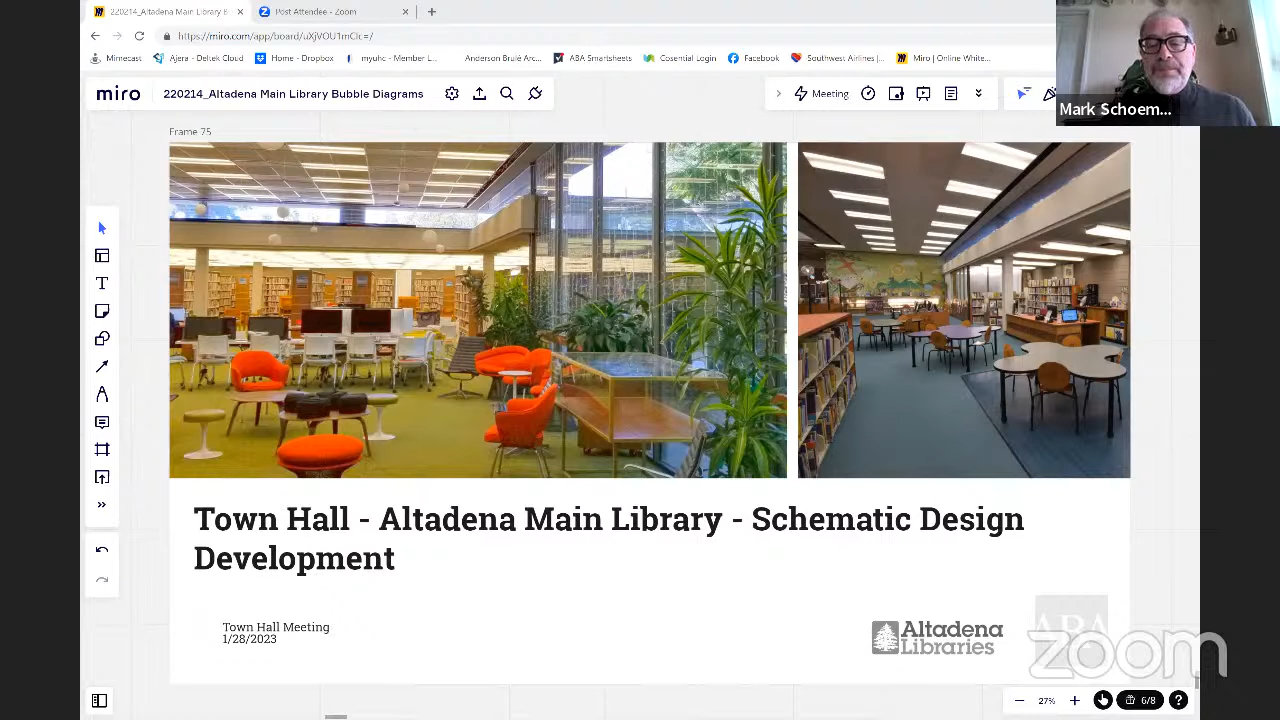 220214_Altadena Main Library B
Post Attendee - Zoom
https://miro.com/app/board/uXjVOU1mClc=/
Mimecast
Ajera - Deltek Cloud
Home - Dropbox
myuhc - Member L...
Anderson Brulé Arc...
ABA Smartsheets
Cosential Login
Facebook
Southwest Airlines |...
Miro | Online White...
miro
220214_Altadena Main Library Bubble Diagrams
Meeting
Mark Schoem...
Frame 75
Town Hall - Altadena Main Library - Schematic Design
Development
Town Hall Meeting
1/28/2023
Altadena
Libraries
ABA
zoom
27%
6/8
?